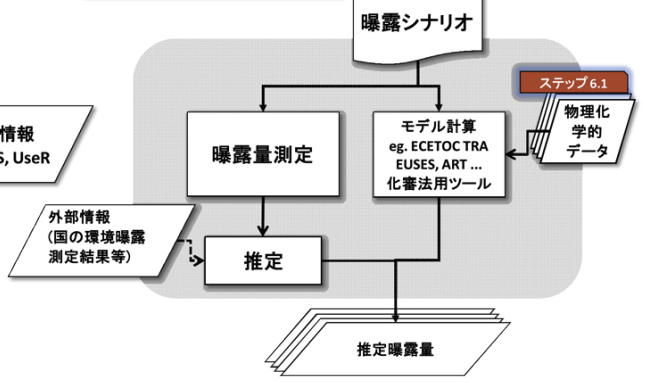 曝露シナリオ
ステップ 6.1
物理化
学的
データ
情報
S, UseR
曝露量測定
モデル計算
eg. ECETOC TRA
EUSES, ART ...
化審法用ツール
外部情報
(国の環境曝露
測定結果等)
推定
推定曝露量